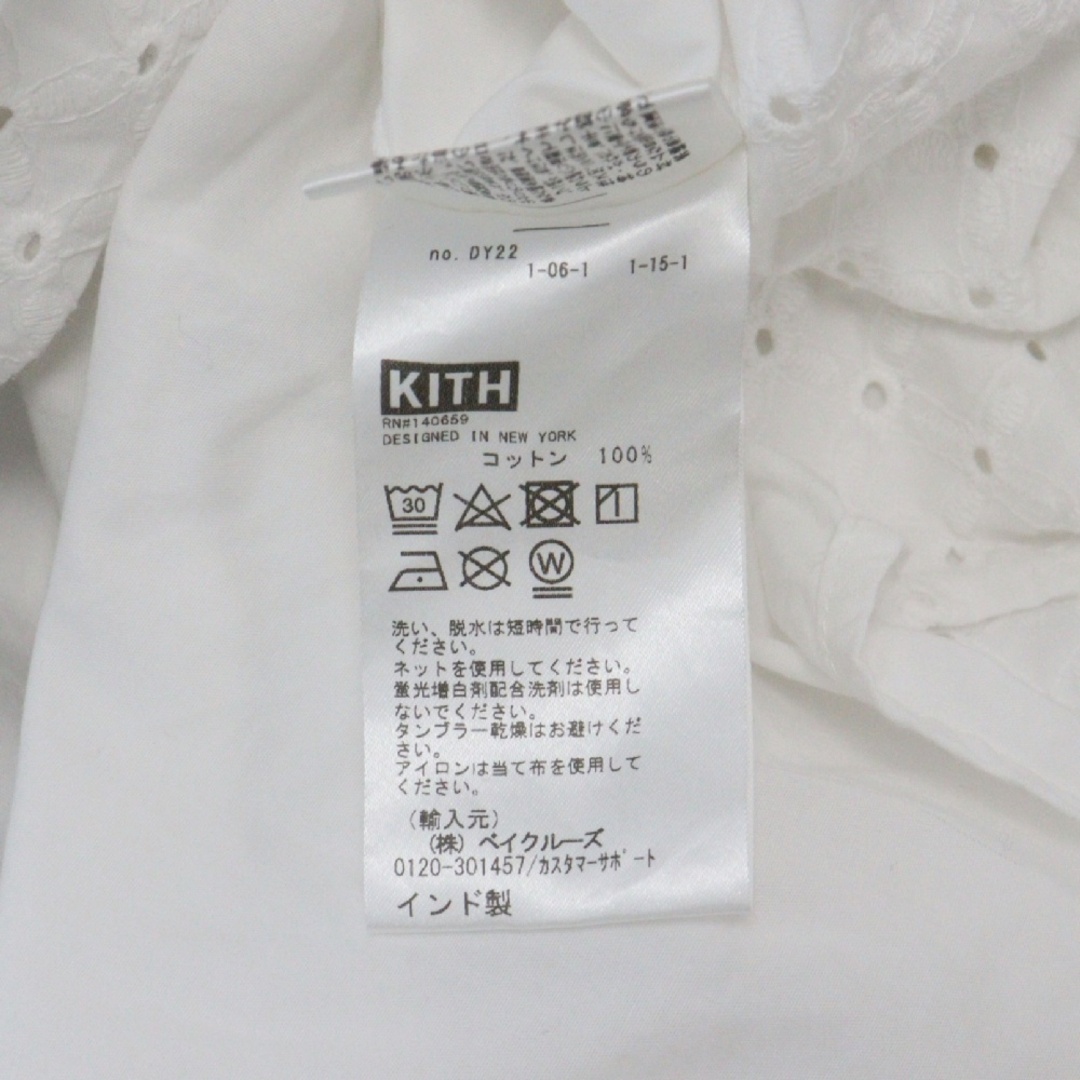 no. DY22
1-06-1 1-15-1
KITH
RN#140659
DESIGNED IN NEW YORK
コットン 100%
30
W
洗い、脱水は短時間で行って
ください。
ネットを使用してください。
蛍光増白剤配合洗剤は使用し
ないでください。
タンブラー乾燥はお避けくだ
さい。
アイロンは当て布を使用して
ください。
(輸入元)
(株) ベイクルーズ
0120-301457/カスタマーサポート
インド製